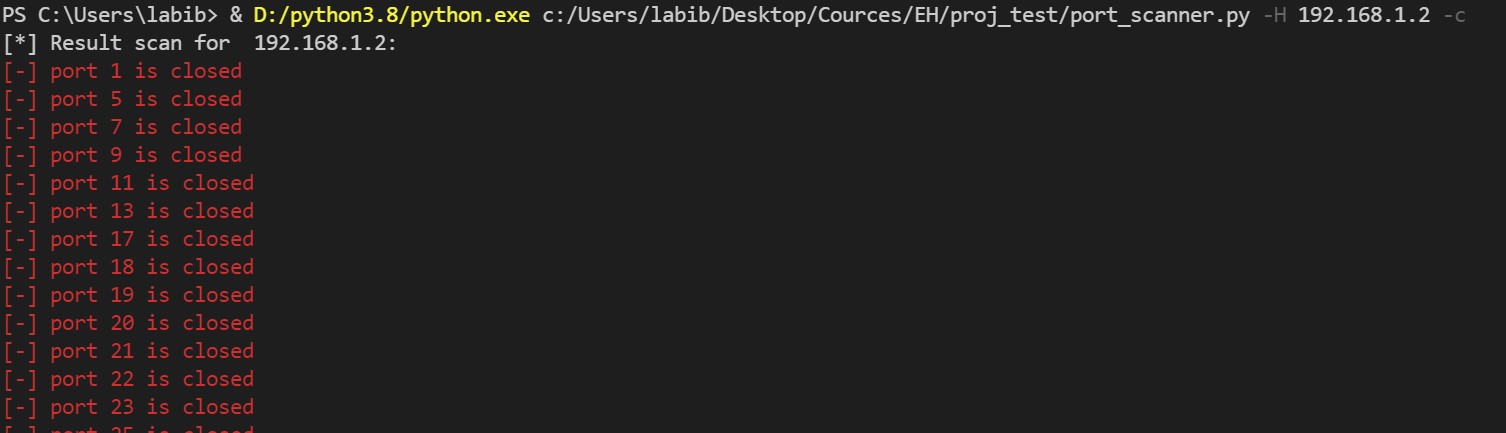 PS C:\Users\labib> & D:/python3.8/python.exe c:/Users/labib/Desktop/Cources/EH/proj_test/port_scanner.py -H 192.168.1.2 -c
[*] Result scan for  192.168.1.2:
[-] port 1 is closed
[-] port 5 is closed
[-] port 7 is closed
[-] port 9 is closed
[-] port 11 is closed
[-] port 13 is closed
[-] port 17 is closed
[-] port 18 is closed
[-] port 19 is closed
[-] port 20 is closed
[-] port 21 is closed
[-] port 22 is closed
[-] port 23 is closed
[-] port 25 is closed